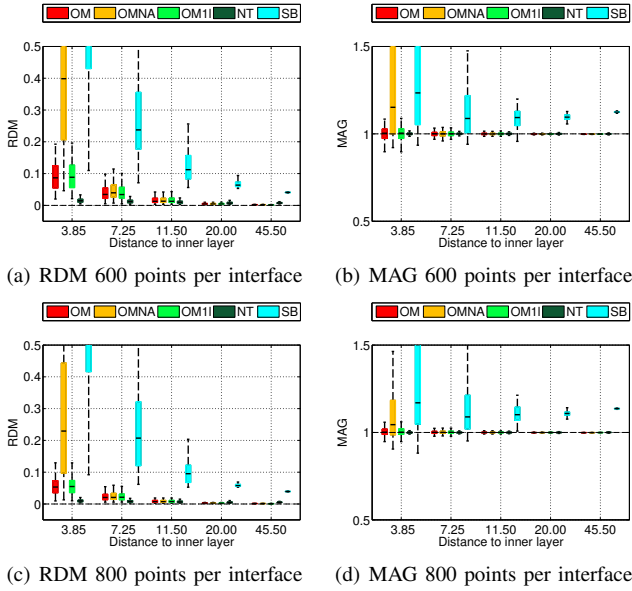 OM OMNA OM1I NT SB
OM OMNA OM1I NT SB
RDM
0.5
0.4
0.3
0.2
0.1
0
3.85 7.25 11.50 20.00 45.50
Distance to inner layer
MAG
1.5
1
0.5
3.85 7.25 11.50 20.00 45.50
Distance to inner layer
(a) RDM 600 points per interface
(b) MAG 600 points per interface
OM OMNA OM1I NT SB
OM OMNA OM1I NT SB
RDM
0.5
0.4
0.3
0.2
0.1
0
3.85 7.25 11.50 20.00 45.50
Distance to inner layer
MAG
1.5
1
0.5
3.85 7.25 11.50 20.00 45.50
Distance to inner layer
(c) RDM 800 points per interface
(d) MAG 800 points per interface